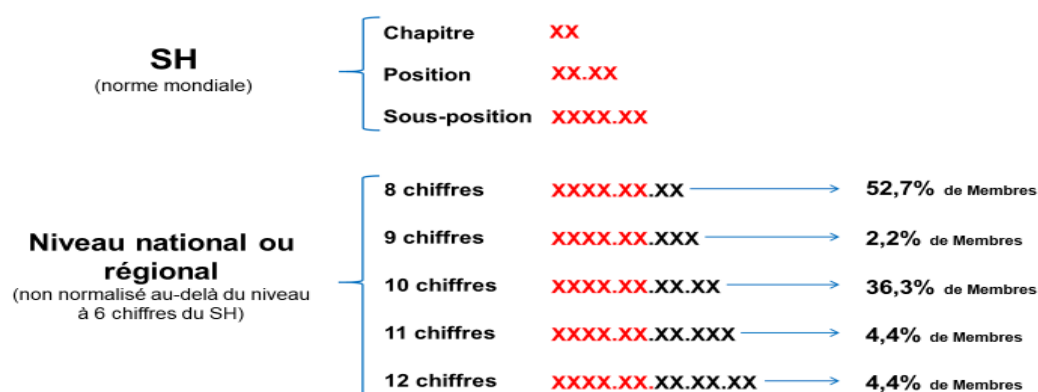 Chapitre XX
SH
(norme mondiale)
Position XX.XX
Sous-position XXXX.XX
8 chiffres XXXX.XX.XX 52,7% de Membres
9 chiffres XXXX.XX.XXX 2,2% de Membres
Niveau national ou
régional
(non normalisé au-delà du niveau
à 6 chiffres du SH)
10 chiffres XXXX.XX.XX.XX 36,3% de Membres
11 chiffres XXXX.XX.XX.XXX 4,4% de Membres
12 chiffres XXXX.XX.XX.XX.XX 4,4% de Membres